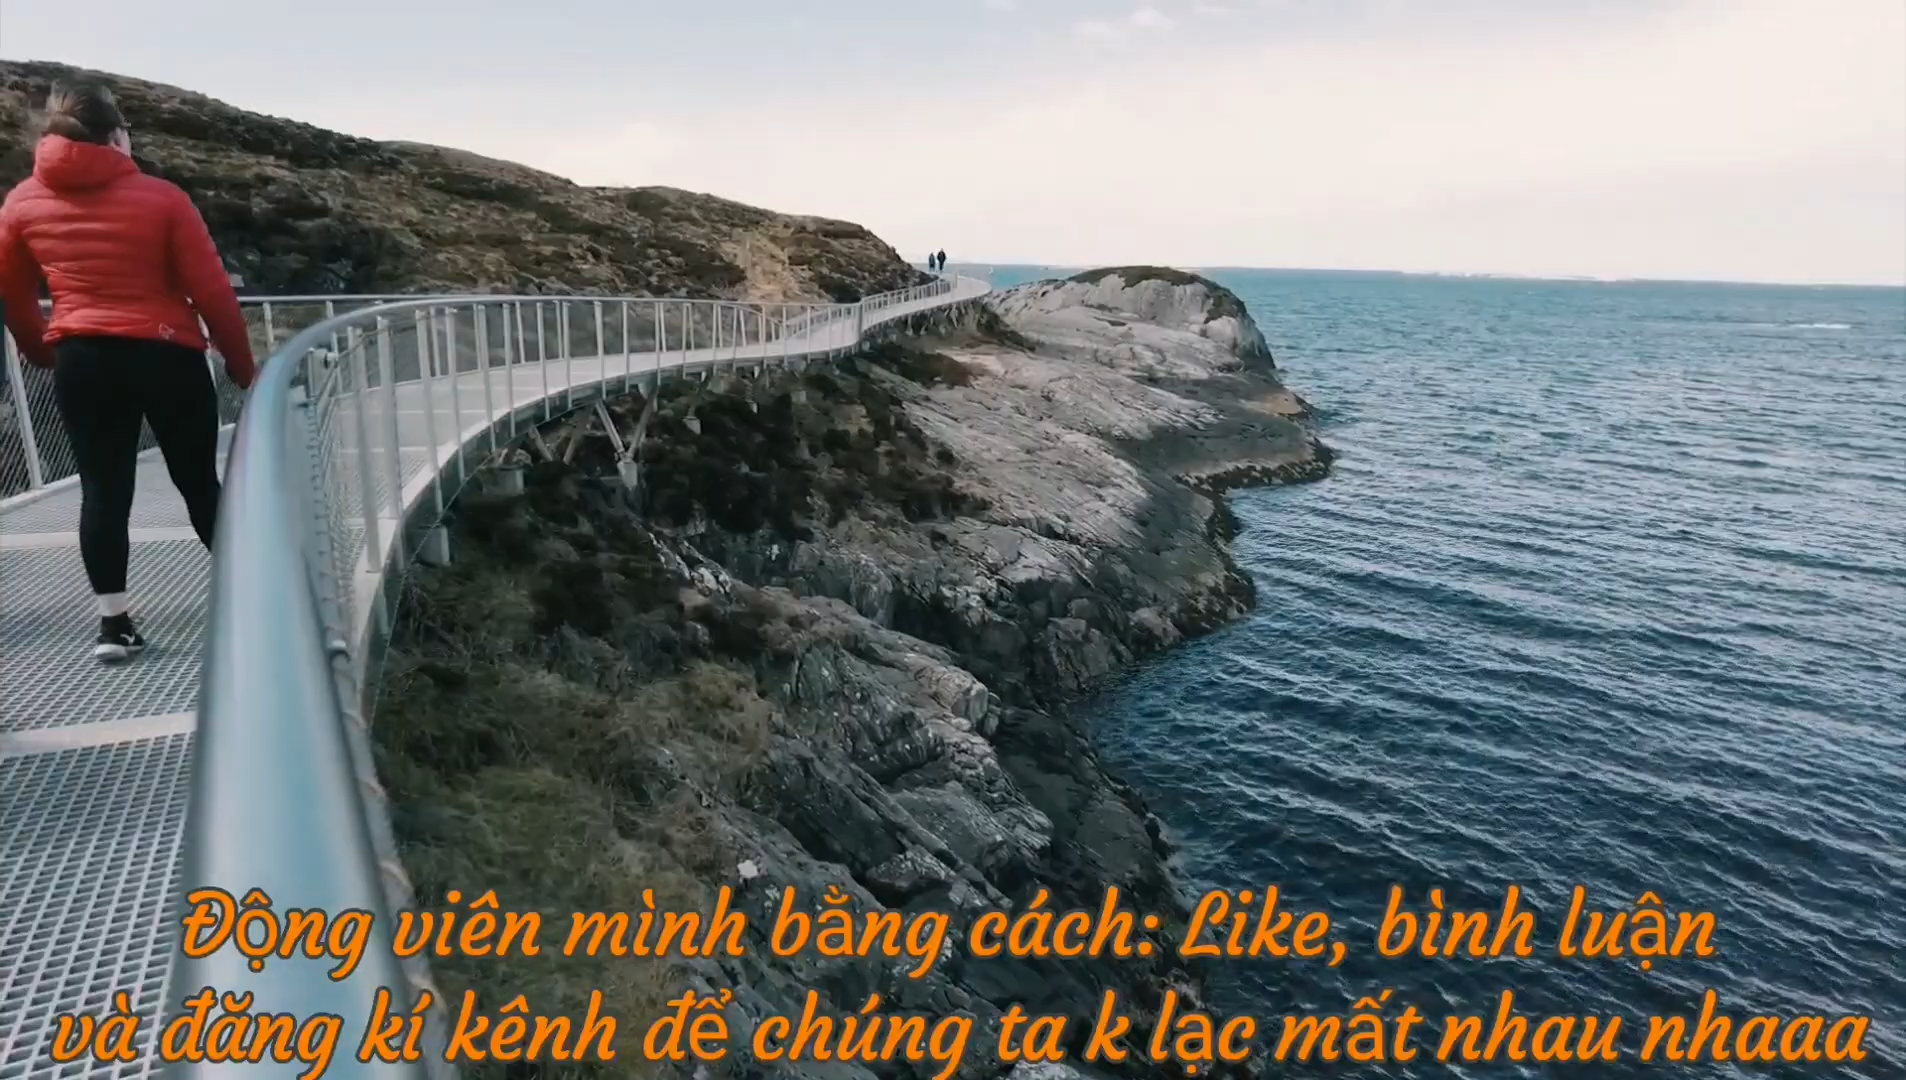 Động viên mình bằng cách: Like, bình luận
và đăng kí kênh để chúng ta k lạc mất nhau nhaaa